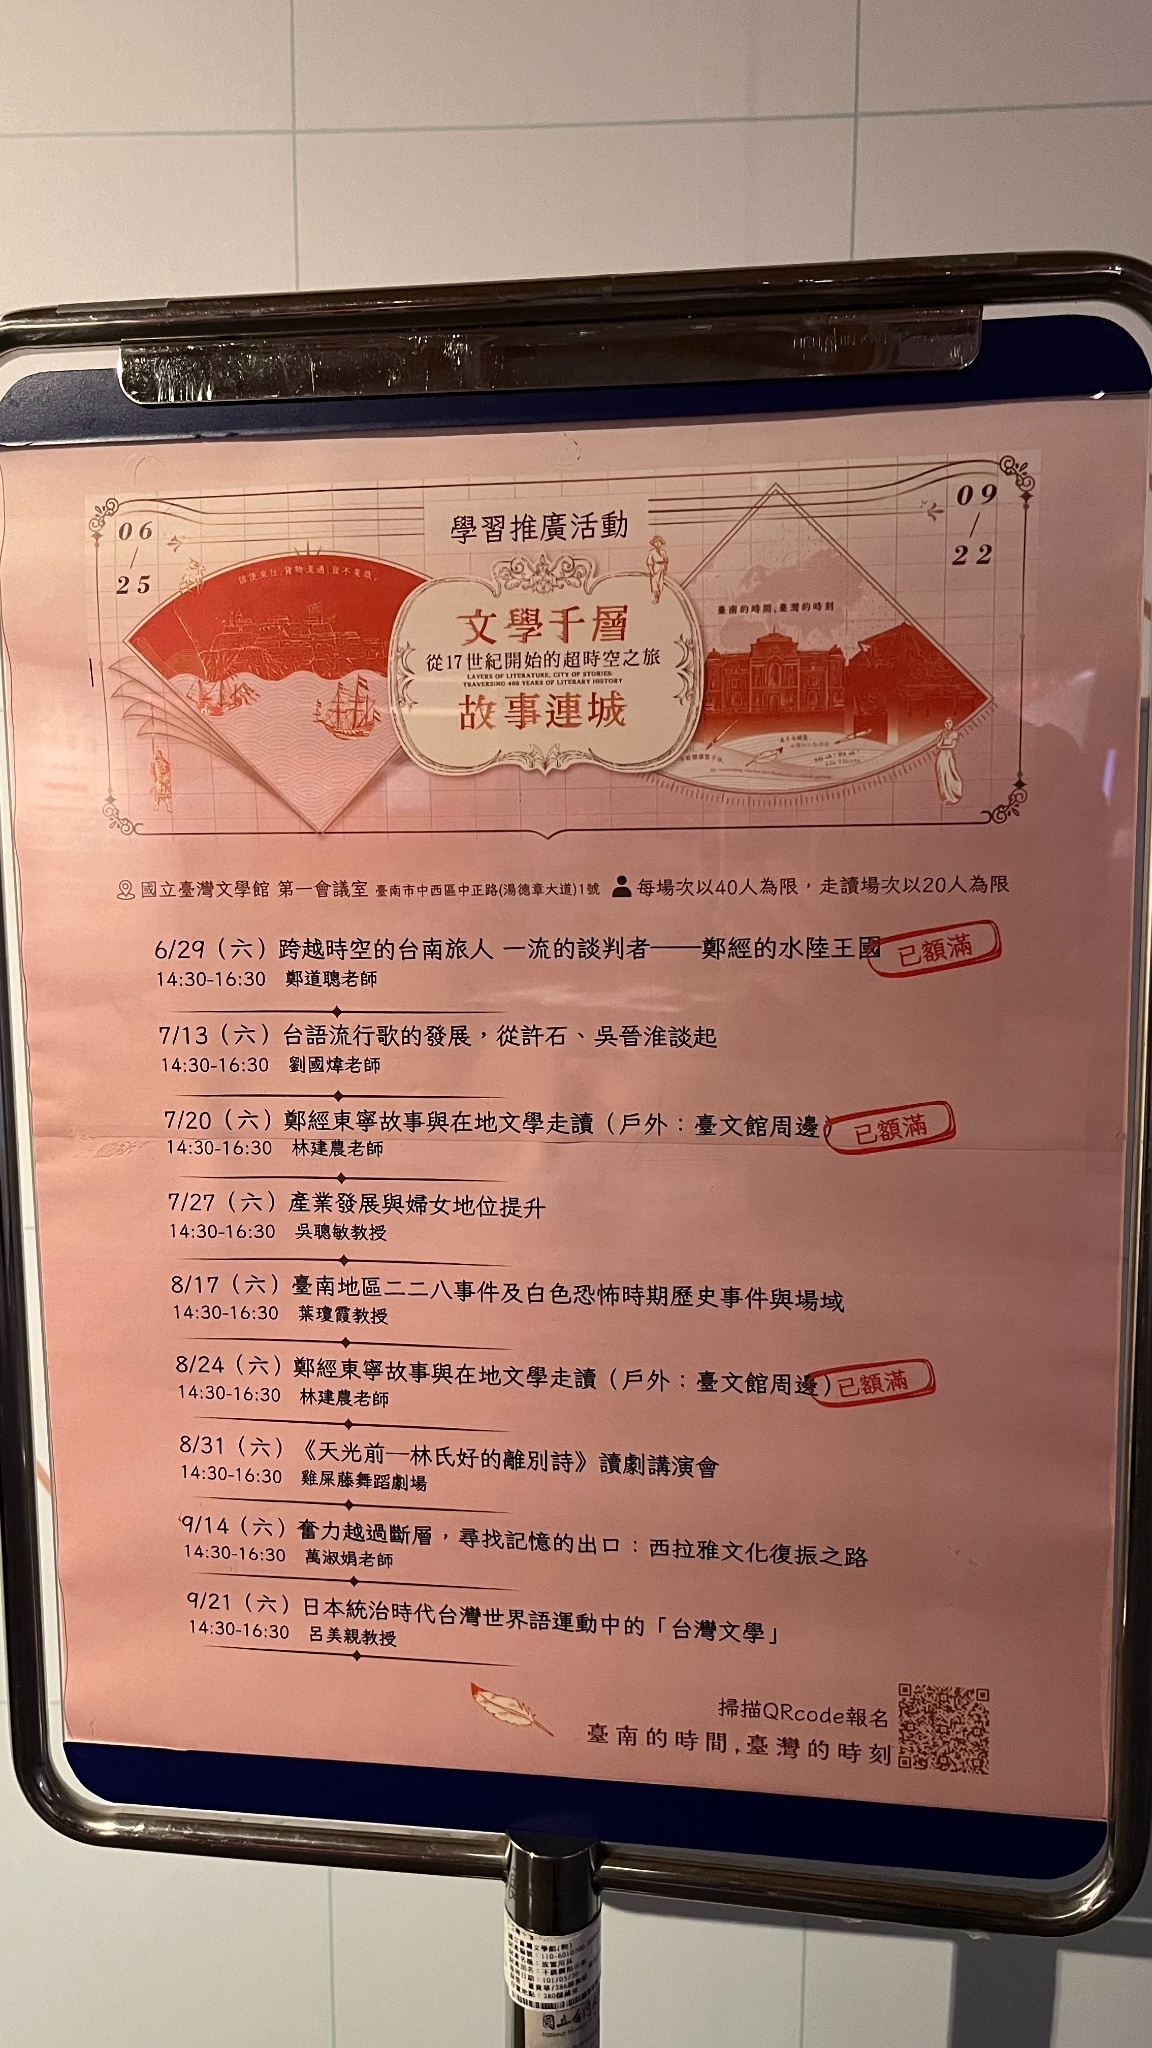 06
/
25
09
/
22
學習推廣活動
信使來往,貨物流通,豈不美哉。
臺南的時間,臺灣的時刻
文學千層
從17世紀開始的超時空之旅
LAYERS OF LITERATURE, CITY OF STORIES:
TRAVERSING 400 YEARS OF LITERARY HISTORY
故事連城
國立臺灣文學館 第一會議室 臺南市中西區中正路(湯德章大道)1號 每場次以40人為限,走讀場次以20人為限
6/29(六)跨越時空的台南旅人 一流的談判者——鄭經的水陸王國 已額滿
14:30-16:30 鄭道聰老師
7/13(六)台語流行歌的發展,從許石、吳晉淮談起
14:30-16:30 劉國煒老師
7/20(六)鄭經東寧故事與在地文學走讀(戶外:臺文館周邊) 已額滿
14:30-16:30 林建農老師
7/27(六)產業發展與婦女地位提升
14:30-16:30 吳聰敏教授
8/17(六)臺南地區二二八事件及白色恐怖時期歷史事件與場域
14:30-16:30 葉瓊霞教授
8/24(六)鄭經東寧故事與在地文學走讀(戶外:臺文館周邊) 已額滿
14:30-16:30 林建農老師
8/31(六)《天光前—林氏好的離別詩》讀劇講演會
14:30-16:30 雞屎藤舞蹈劇場
9/14(六)奮力越過斷層,尋找記憶的出口:西拉雅文化復振之路
14:30-16:30 萬淑娟老師
9/21(六)日本統治時代台灣世界語運動中的「台灣文學」
14:30-16:30 呂美親教授
掃描QRcode報名
臺南的時間,臺灣的時刻